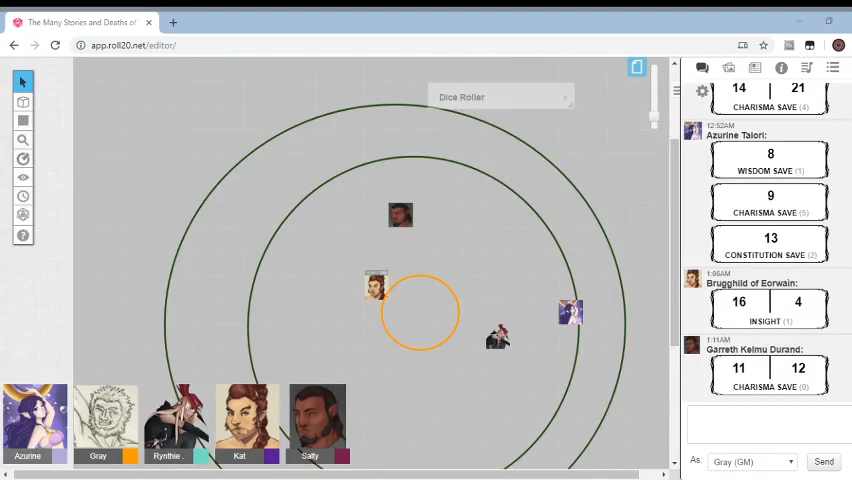 The Many Stories and Deaths of
app.roll20.net/editor/
Dice Roller
14 21
CHARISMA SAVE (4)
12:52AM
Azurine Talori:
8
WISDOM SAVE (1)
9
CHARISMA SAVE (5)
13
CONSTITUTION SAVE (2)
1:06AM
Brugghild of Eorwain:
16 4
INSIGHT (1)
1:11AM
Garreth Kelmu Durand:
11 12
CHARISMA SAVE (0)
As: Gray (GM) Send
Azurine Gray Rynthie . Kat Salty